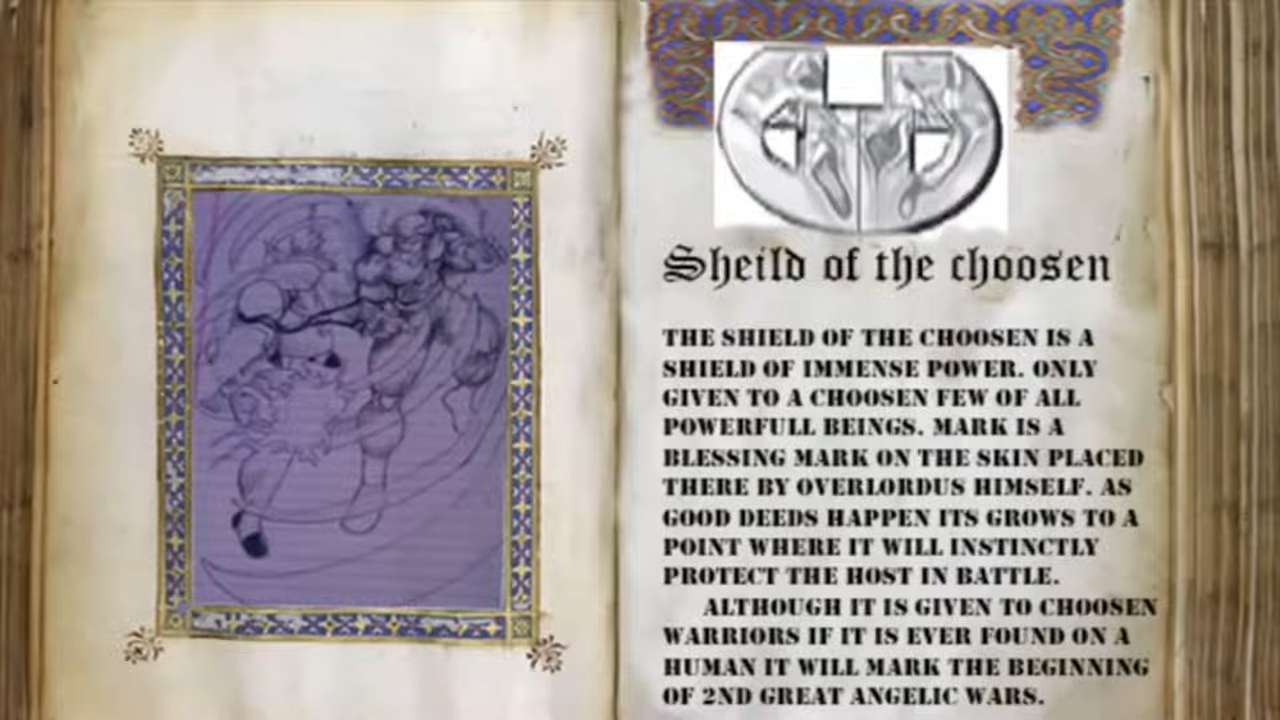 Sheild of the choosen
THE SHIELD OF THE CHOOSEN IS A
SHIELD OF IMMENSE POWER. ONLY
GIVEN TO A CHOOSEN FEW OF ALL
POWERFULL BEINGS. MARK IS A
BLESSING MARK ON THE SKIN PLACED
THERE BY OVERLORDUS HIMSELF. AS
GOOD DEEDS HAPPEN ITS GROWS TO A
POINT WHERE IT WILL INSTINCTLY
PROTECT THE HOST IN BATTLE.
ALTHOUGH IT IS GIVEN TO CHOOSEN
WARRIORS IF IT IS EVER FOUND ON A
HUMAN IT WILL MARK THE BEGINNING
OF 2ND GREAT ANGELIC WARS.